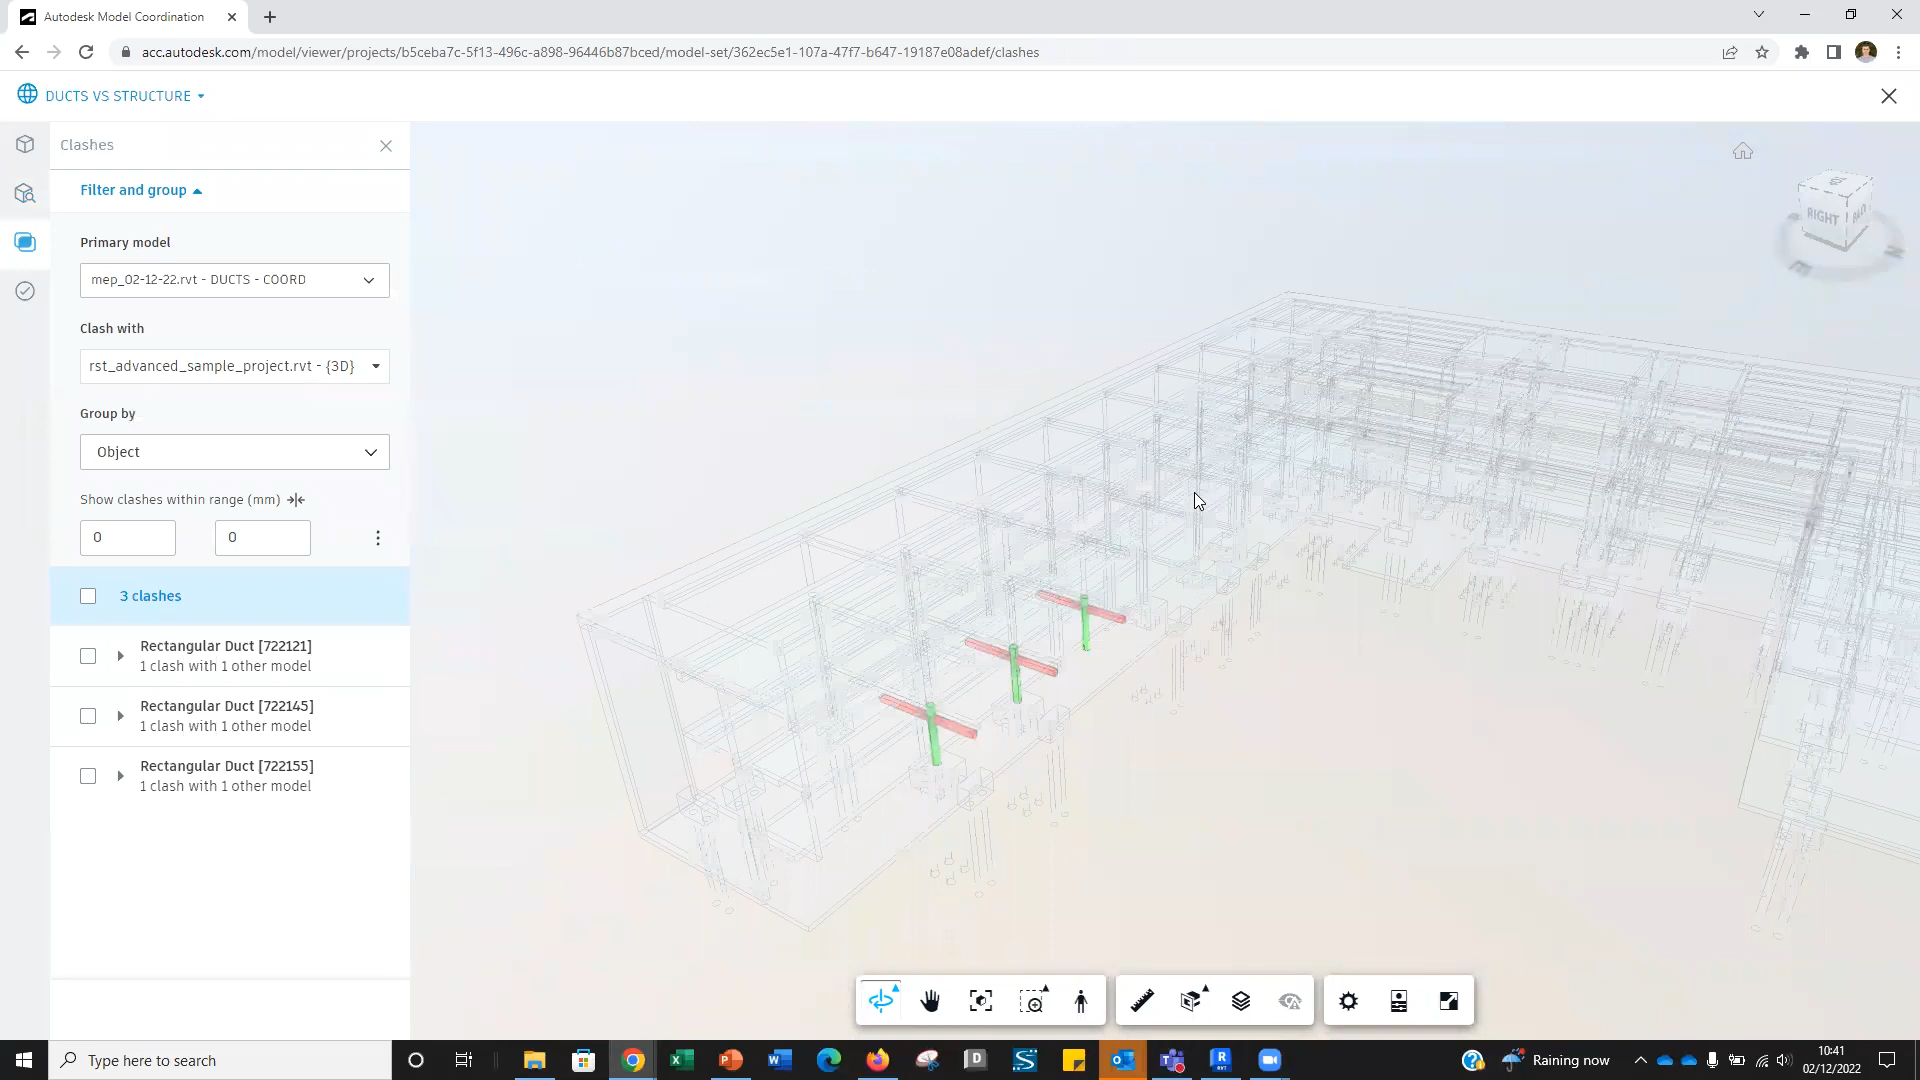 Autodesk Model Coordination
acc.autodesk.com/model/viewer/projects/b5ceba7c-5f13-496c-a898-96446b87bced/model-set/362ec5e1-107a-47f7-b647-19187e08adef/clashes
DUCTS VS STRUCTURE
Clashes
Filter and group
Primary model
mep_02-12-22.rvt - DUCTS - COORD
Clash with
rst_advanced_sample_project.rvt - {3D}
Group by
Object
Show clashes within range (mm)
0 0
3 clashes
Rectangular Duct [722121]
1 clash with 1 other model
Rectangular Duct [722145]
1 clash with 1 other model
Rectangular Duct [722155]
1 clash with 1 other model
RIGHT
Type here to search
Raining now
10:41
02/12/2022